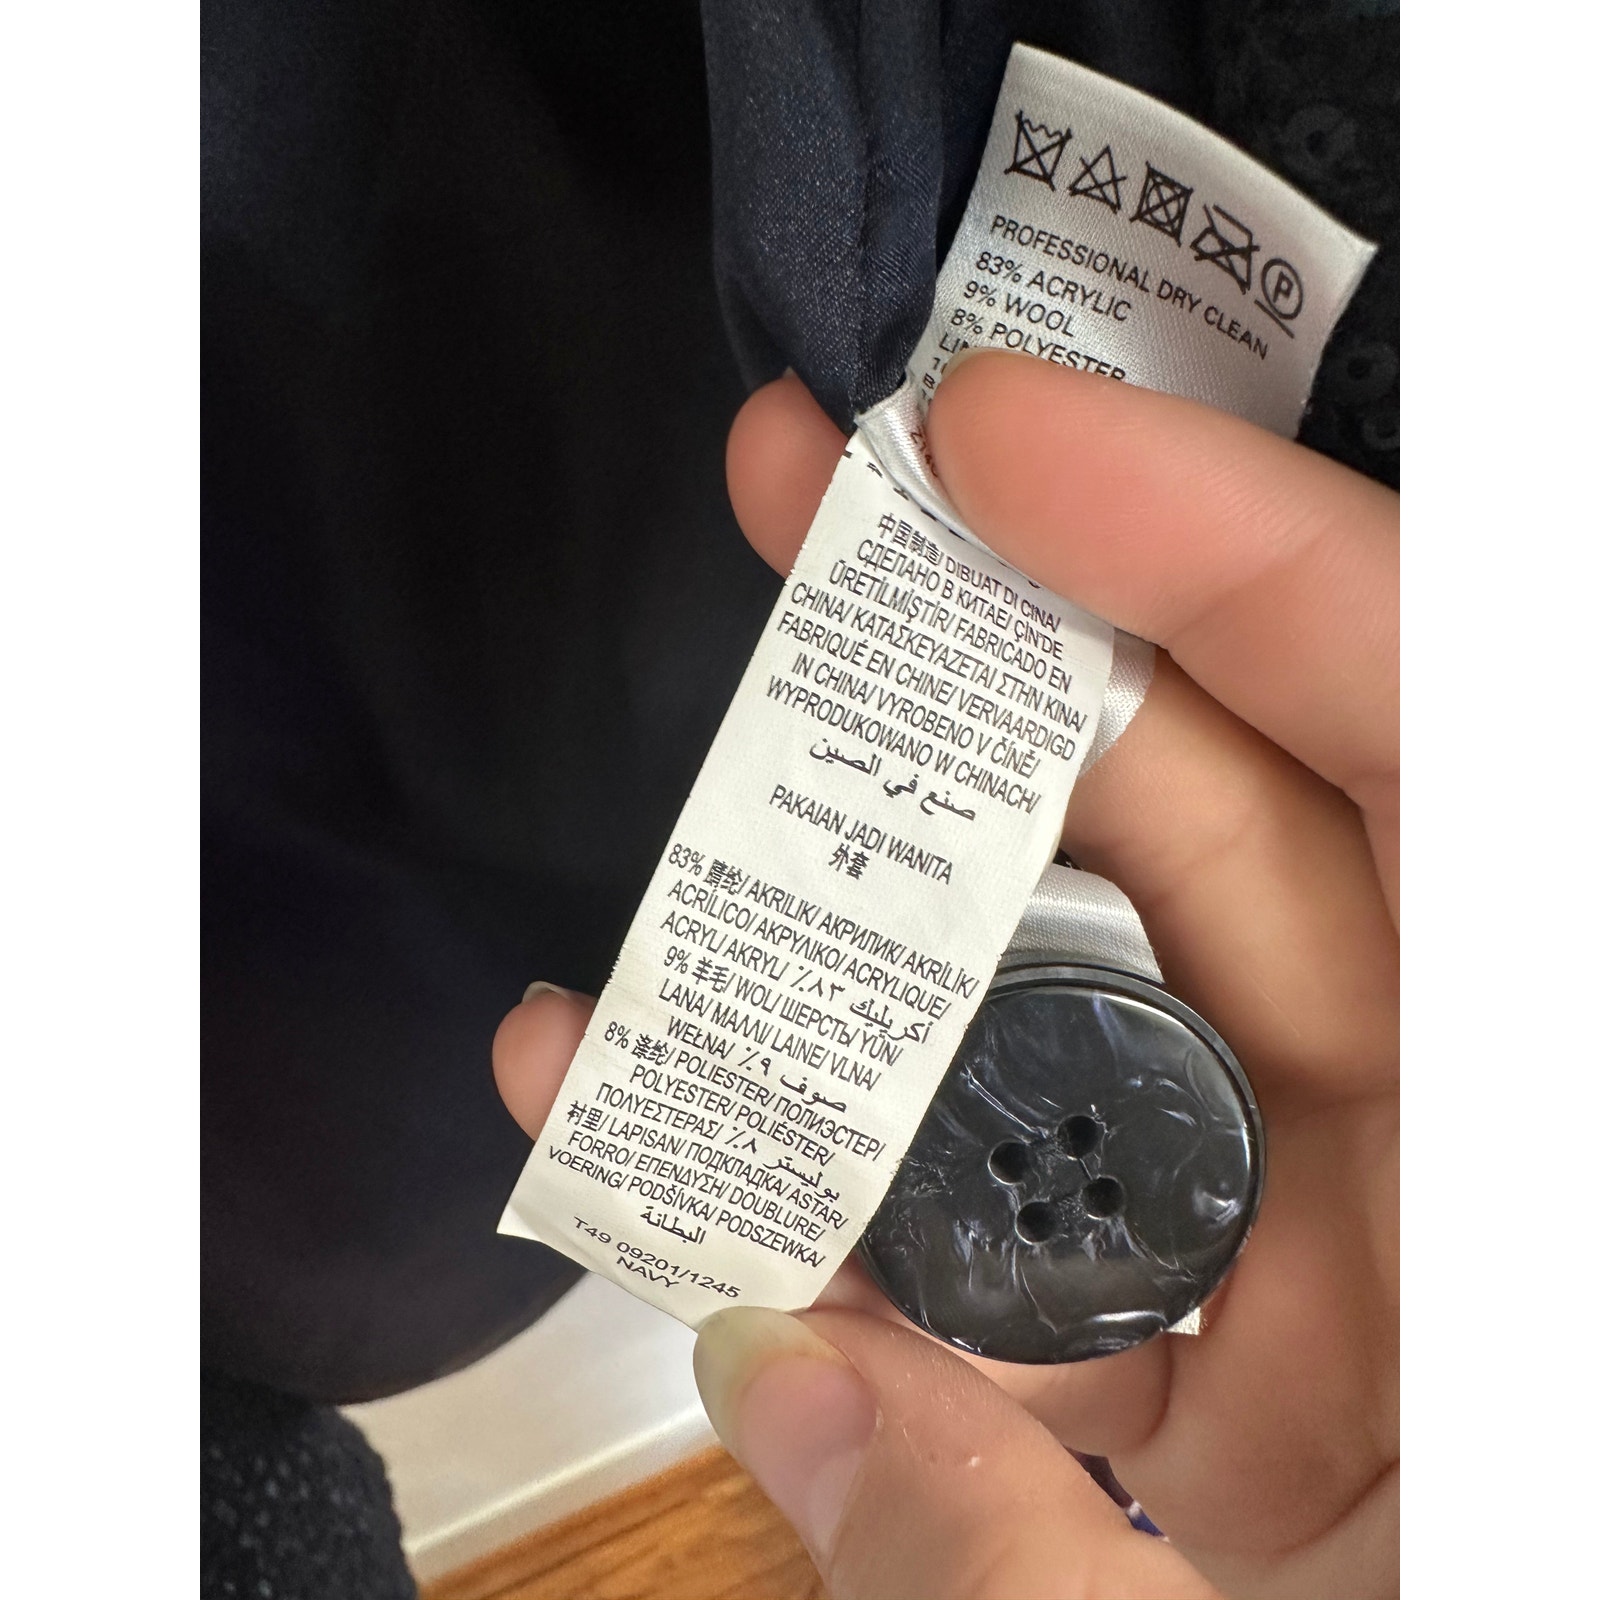 PROFESSIONAL DRY CLEAN
83% ACRYLIC
9% WOOL
8% POLYESTER
中国制造/ DIBUAT DI CINA/
СДЕЛАНО В КИТАЕ/ ÇİN'DE
ÜRETİLMİŞTİR/ FABRICADO EN
CHINA/ ΚΑΤΑΣΚΕΥΑΖΕΤΑΙ ΣΤΗΝ ΚΙΝΑ/
FABRIQUÉ EN CHINE/ VERVAARDIGD
IN CHINA/ VYROBENO V ČÍNĚ/
WYPRODUKOWANO W CHINACH/
صنع في الصين
PAKAIAN JADI WANITA
外套
83% 腈纶/ AKRILIK/ АКРИЛИК/ AKRİLİK/
ACRÍLICO/ ΑΚΡΥΛΙΚΟ/ ACRYLIQUE/
ACRYL/ AKRYL/ ٨٣٪ أكريليك
9% 羊毛/ WOL/ ШЕРСТЬ/ YÜN/
LANA/ ΜΑΛΛΙ/ LAINE/ VLNA/
WEŁNA/ ٩٪ صوف
8% 涤纶/ POLIESTER/ ПОЛИЭСТЕР/
POLYESTER/ POLIÉSTER/
ΠΟΛΥΕΣΤΕΡΑΣ/ ٨٪ بوليستر
衬里/ LAPISAN/ ПОДКЛАДКА/ ASTAR/
FORRO/ ΕΠΕΝΔΥΣΗ/ DOUBLURE/
VOERING/ PODŠÍVKA/ PODSZEWKA/
البطانة
T49 09201/1245
NAVY